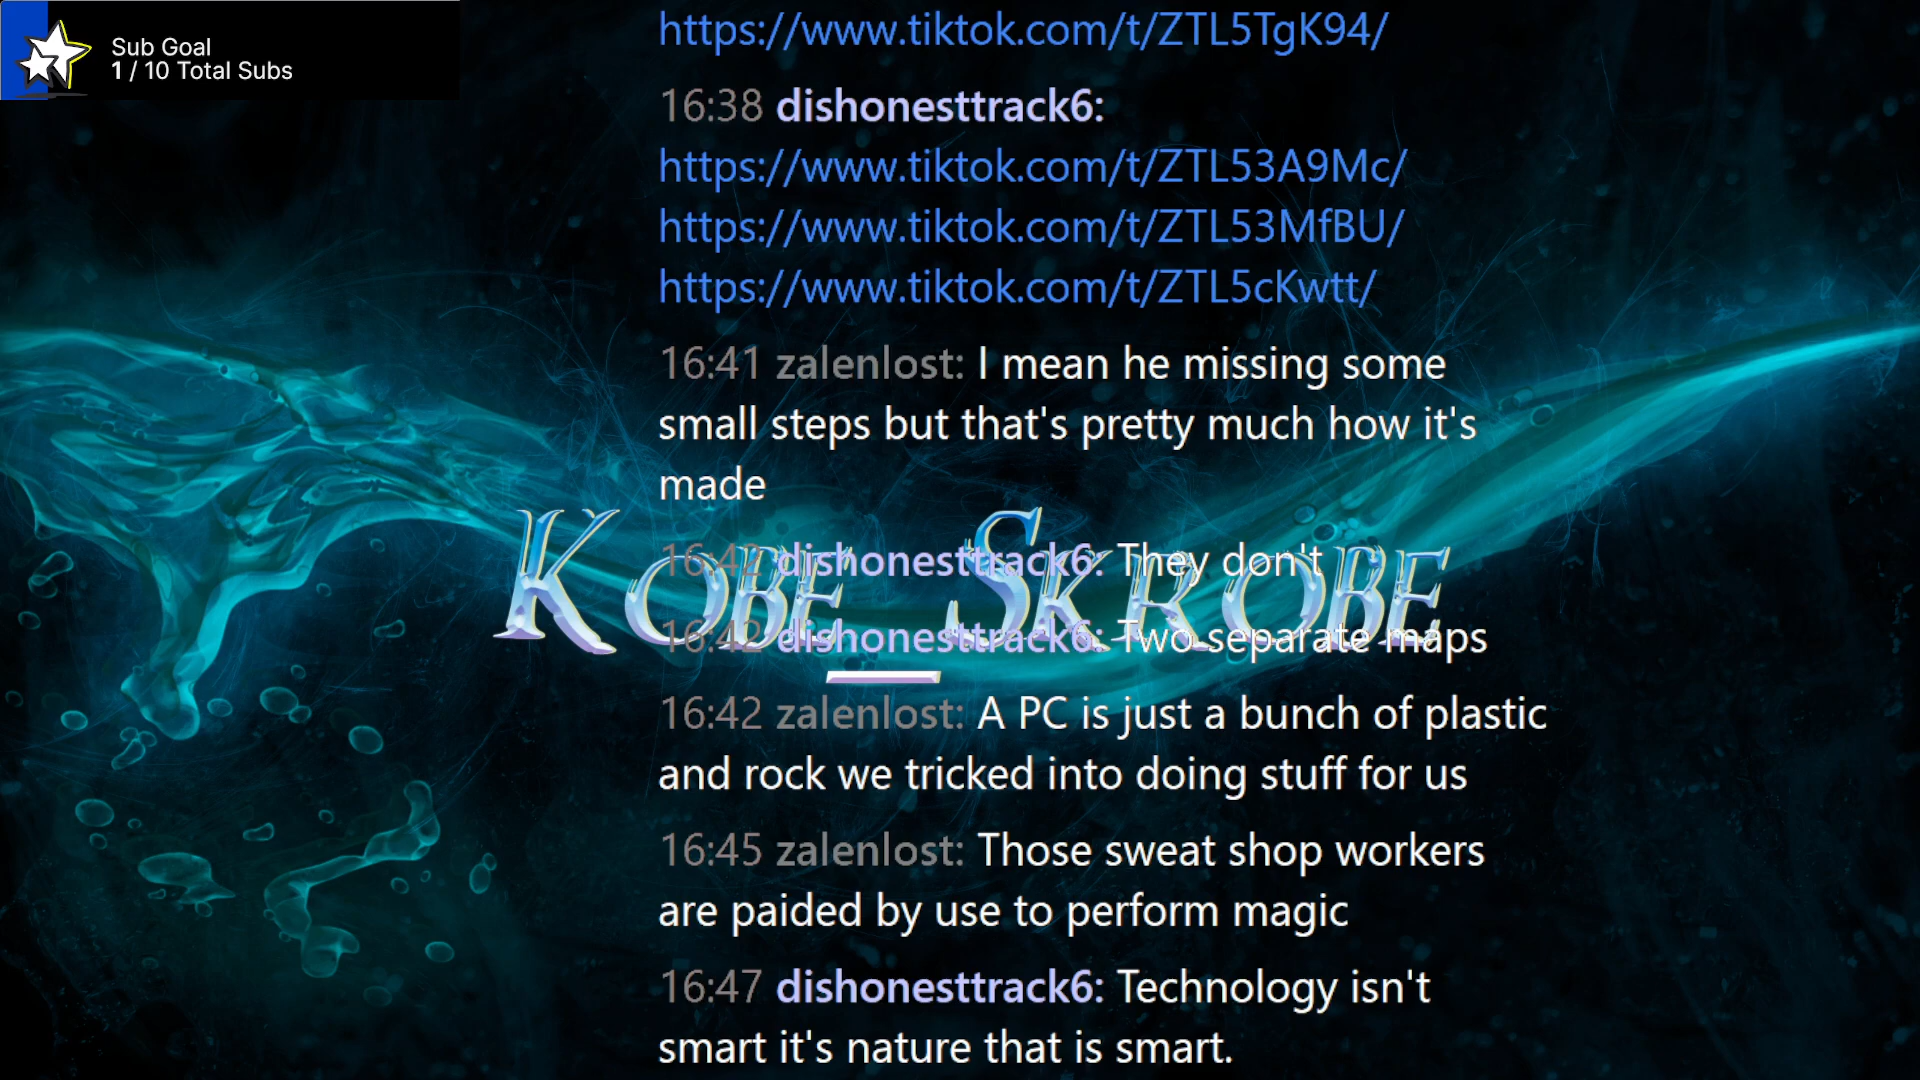 Sub Goal
1 / 10 Total Subs
https://www.tiktok.com/t/ZTL5TgK94/
16:38 dishonesttrack6:
https://www.tiktok.com/t/ZTL53A9Mc/
https://www.tiktok.com/t/ZTL53MfBU/
https://www.tiktok.com/t/ZTL5cKwtt/
16:41 zalenlost: I mean he missing some
small steps but that's pretty much how it's
made
16:42 dishonesttrack6: They don't
KOBE_SKROBE
16:42 dishonesttrack6: Two separate maps
16:42 zalenlost: A PC is just a bunch of plastic
and rock we tricked into doing stuff for us
16:45 zalenlost: Those sweat shop workers
are paided by use to perform magic
16:47 dishonesttrack6: Technology isn't
smart it's nature that is smart.